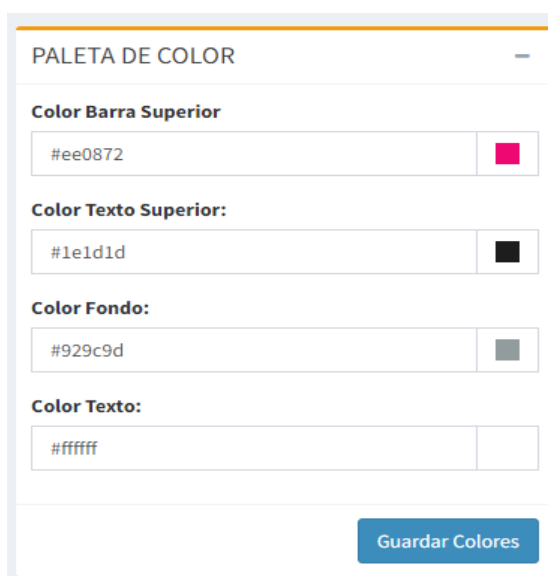 PALETA DE COLOR
Color Barra Superior
#ee0872
Color Texto Superior:
#1e1d1d
Color Fondo:
#929c9d
Color Texto:
#ffffff
Guardar Colores